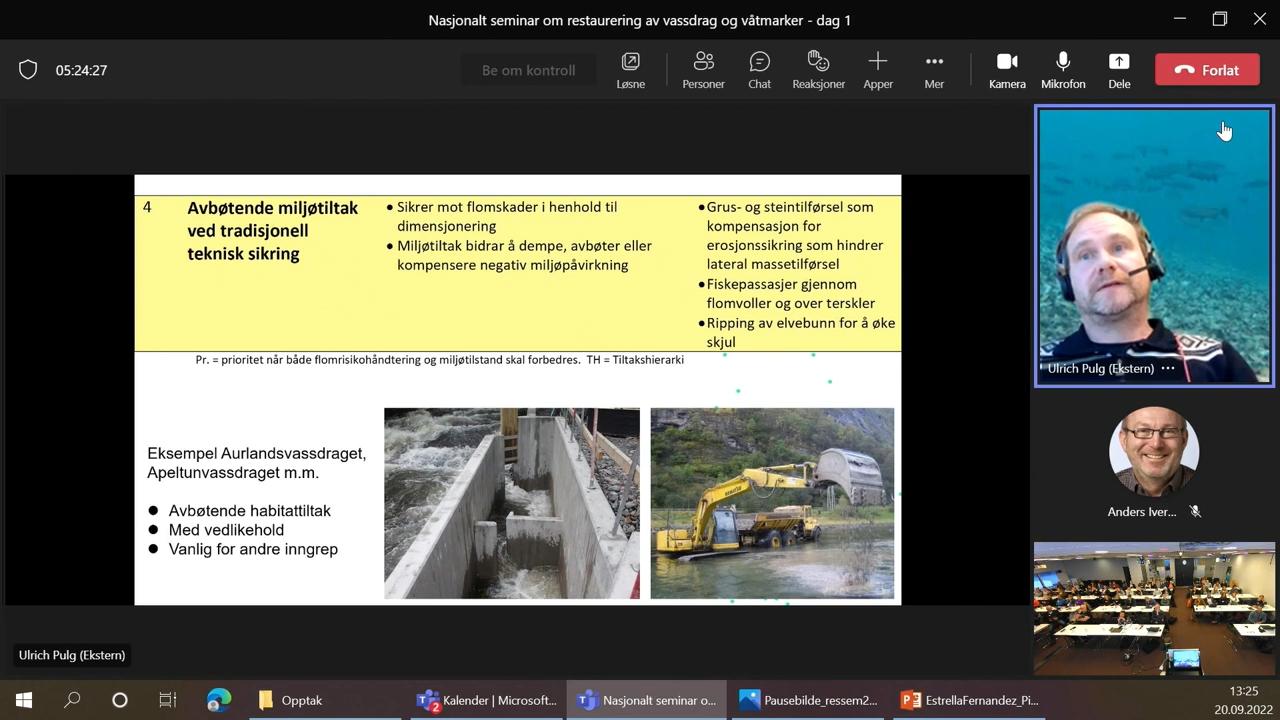 Nasjonalt seminar om restaurering av vassdrag og våtmarker - dag 1
05:24:27
Be om kontroll
Løsne
Personer
Chat
Reaksjoner
Apper
Mer
Kamera
Mikrofon
Dele
Forlat
4
Avbøtende miljøtiltak
ved tradisjonell
teknisk sikring
• Sikrer mot flomskader i henhold til
dimensjonering
• Miljøtiltak bidrar å dempe, avbøter eller
kompensere negativ miljøpåvirkning
• Grus- og steintilførsel som
kompensasjon for
erosjonssikring som hindrer
lateral massetilførsel
• Fiskepassasjer gjennom
flomvoller og over terskler
• Ripping av elvebunn for å øke
skjul
Pr. = prioritet når både flomrisikohåndtering og miljøtilstand skal forbedres. TH = Tiltakshierarki
Eksempel Aurlandsvassdraget,
Apeltunvassdraget m.m.
● Avbøtende habitattiltak
● Med vedlikehold
● Vanlig for andre inngrep
KOMATSU
Ulrich Pulg (Ekstern) •••
Anders Iver...
Ulrich Pulg (Ekstern)
Opptak
2
Kalender | Microsoft...
Nasjonalt seminar o...
Pausebilde_ressem2...
EstrellaFernandez_Pi...
13:25
20.09.2022